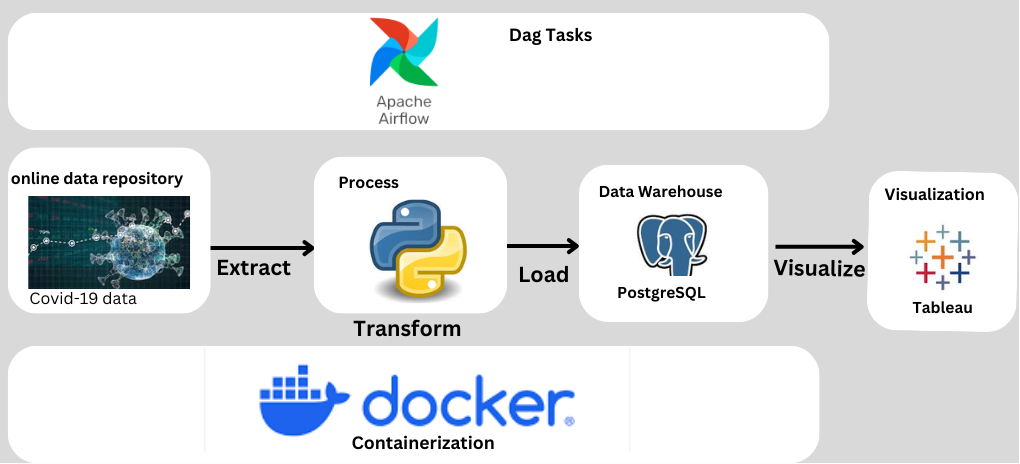 Dag Tasks
Apache
Airflow
online data repository
Covid-19 data
Extract
Process
Transform
Load
Data Warehouse
PostgreSQL
Visualize
Visualization
Tableau
docker®
Containerization